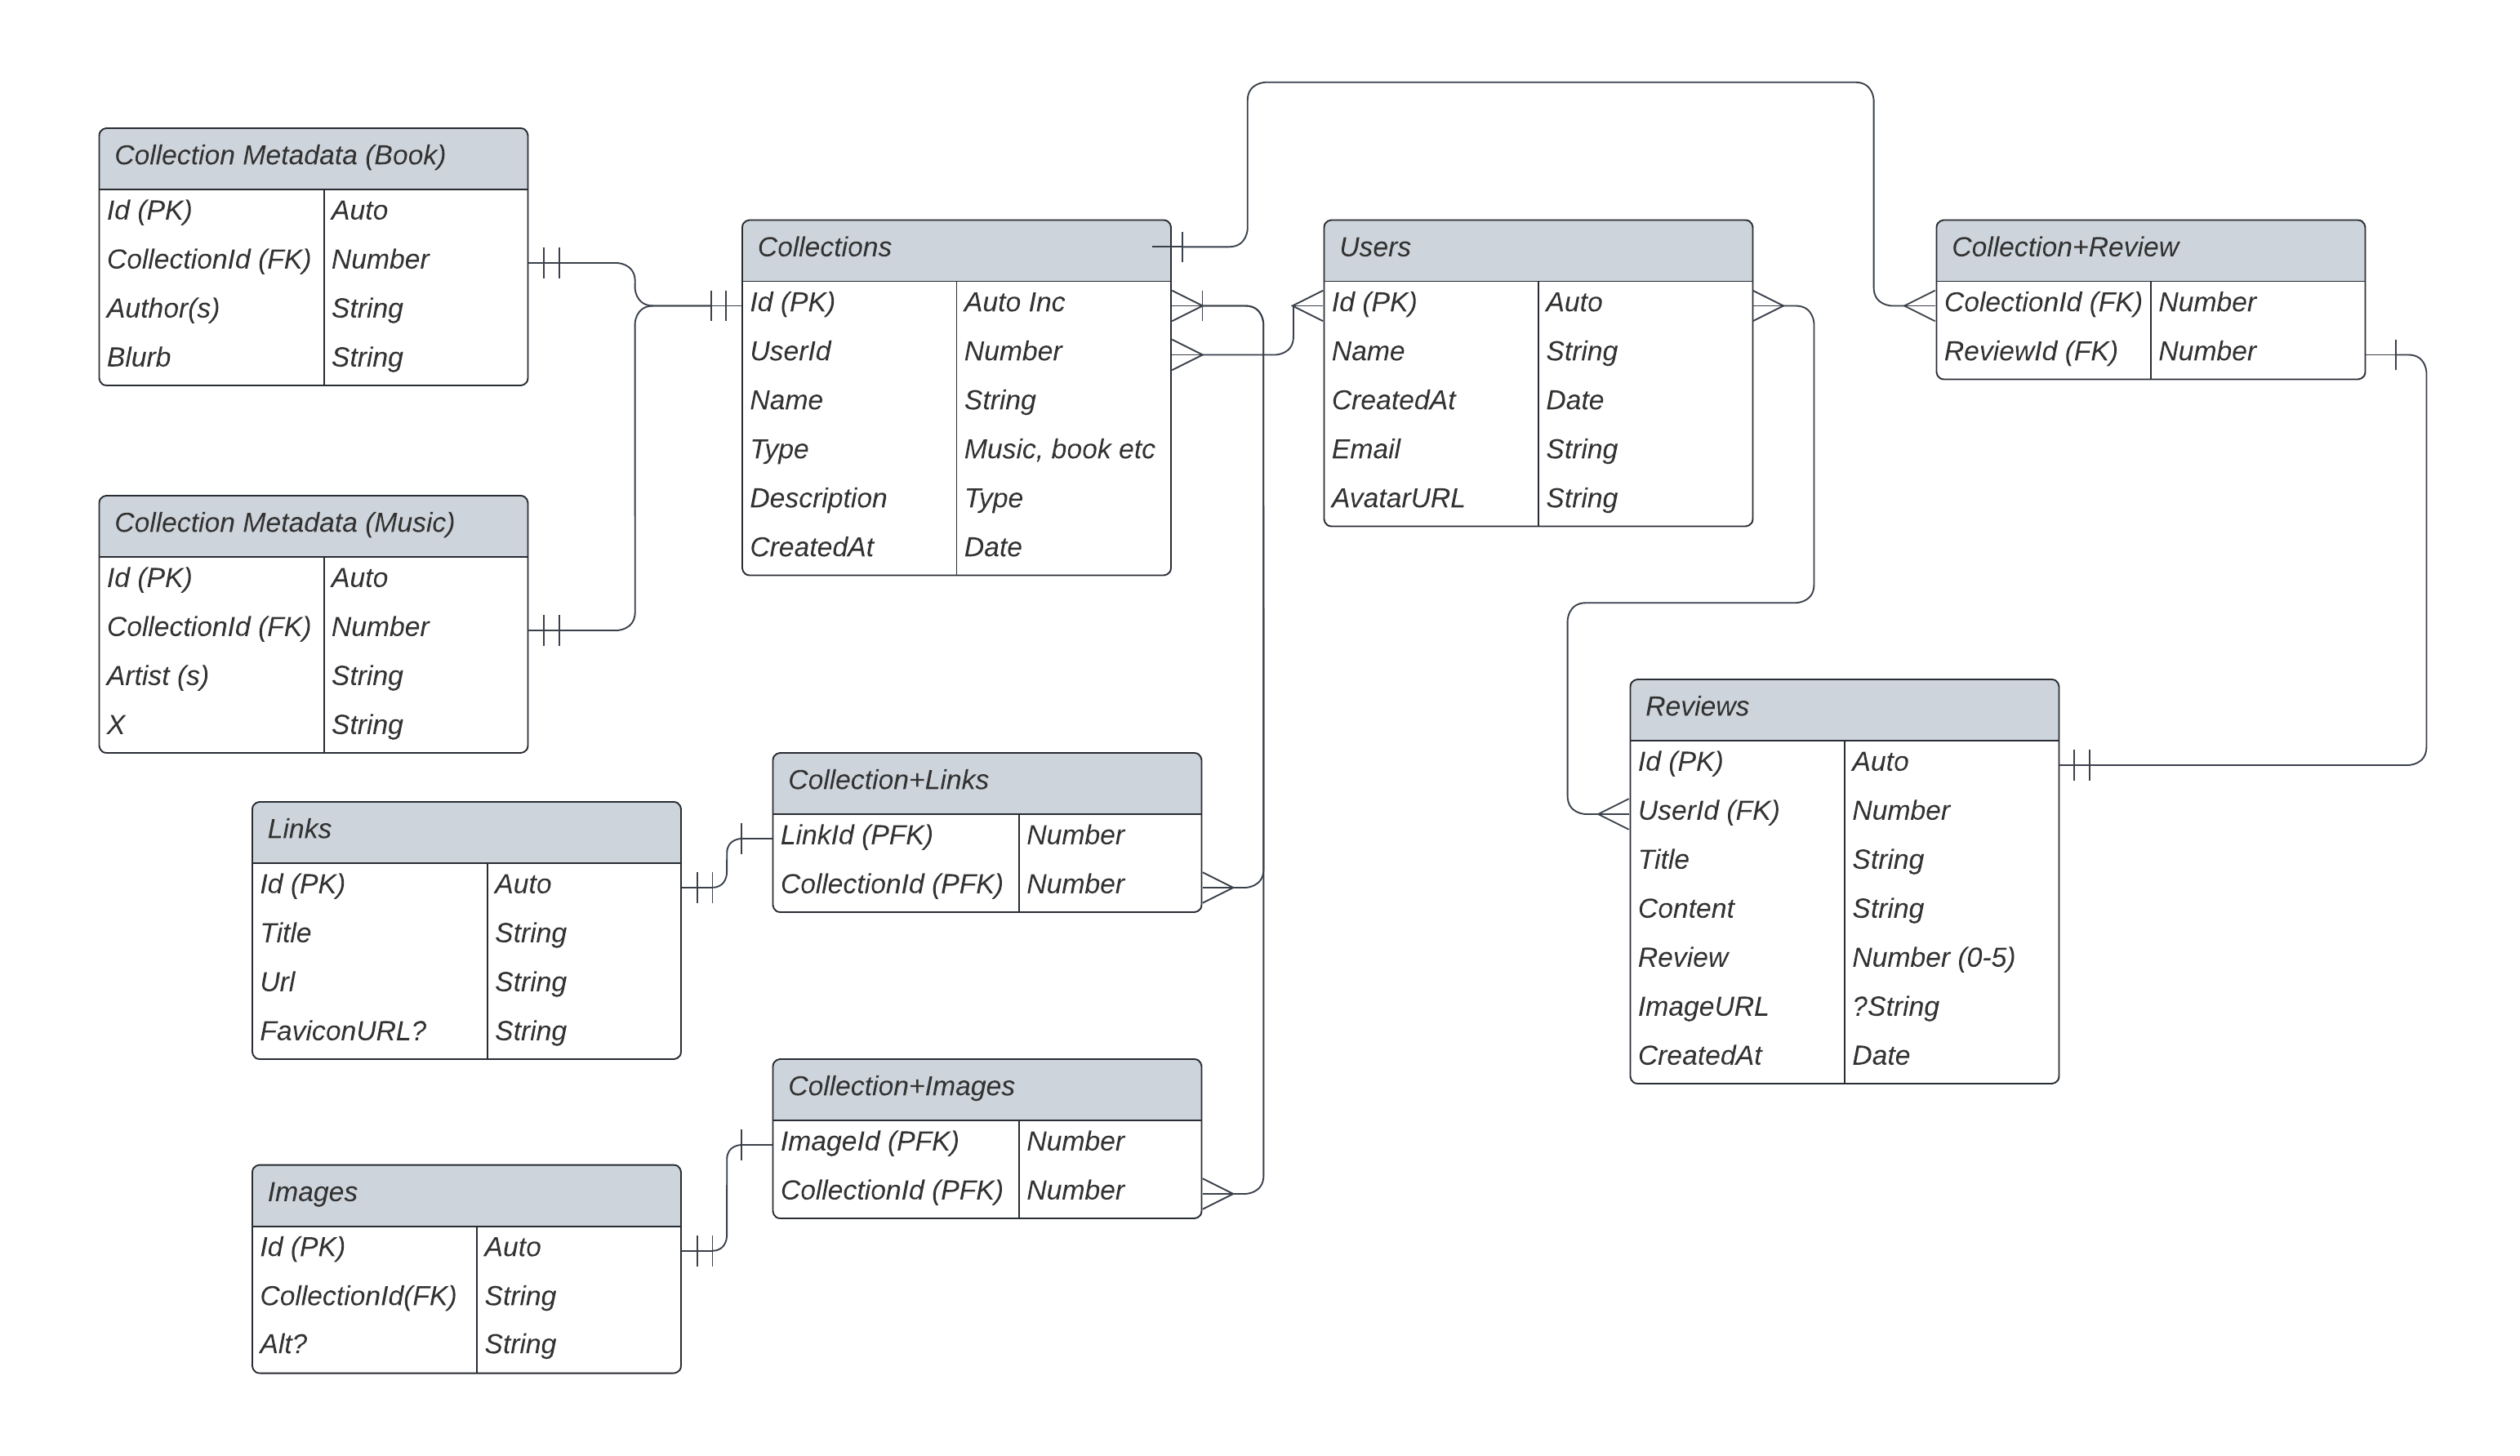 Collection Metadata (Book)
Id (PK) Auto
CollectionId (FK) Number
Author(s) String
Blurb String
Collections
Id (PK) Auto Inc
UserId Number
Name String
Type Music, book etc
Description Type
CreatedAt Date
Users
Id (PK) Auto
Name String
CreatedAt Date
Email String
AvatarURL String
Collection+Review
ColectionId (FK) Number
ReviewId (FK) Number
Collection Metadata (Music)
Id (PK) Auto
CollectionId (FK) Number
Artist (s) String
X String
Reviews
Id (PK) Auto
UserId (FK) Number
Title String
Content String
Review Number (0-5)
ImageURL ?String
CreatedAt Date
Collection+Links
LinkId (PFK) Number
CollectionId (PFK) Number
Links
Id (PK) Auto
Title String
Url String
FaviconURL? String
Collection+Images
ImageId (PFK) Number
CollectionId (PFK) Number
Images
Id (PK) Auto
CollectionId(FK) String
Alt? String